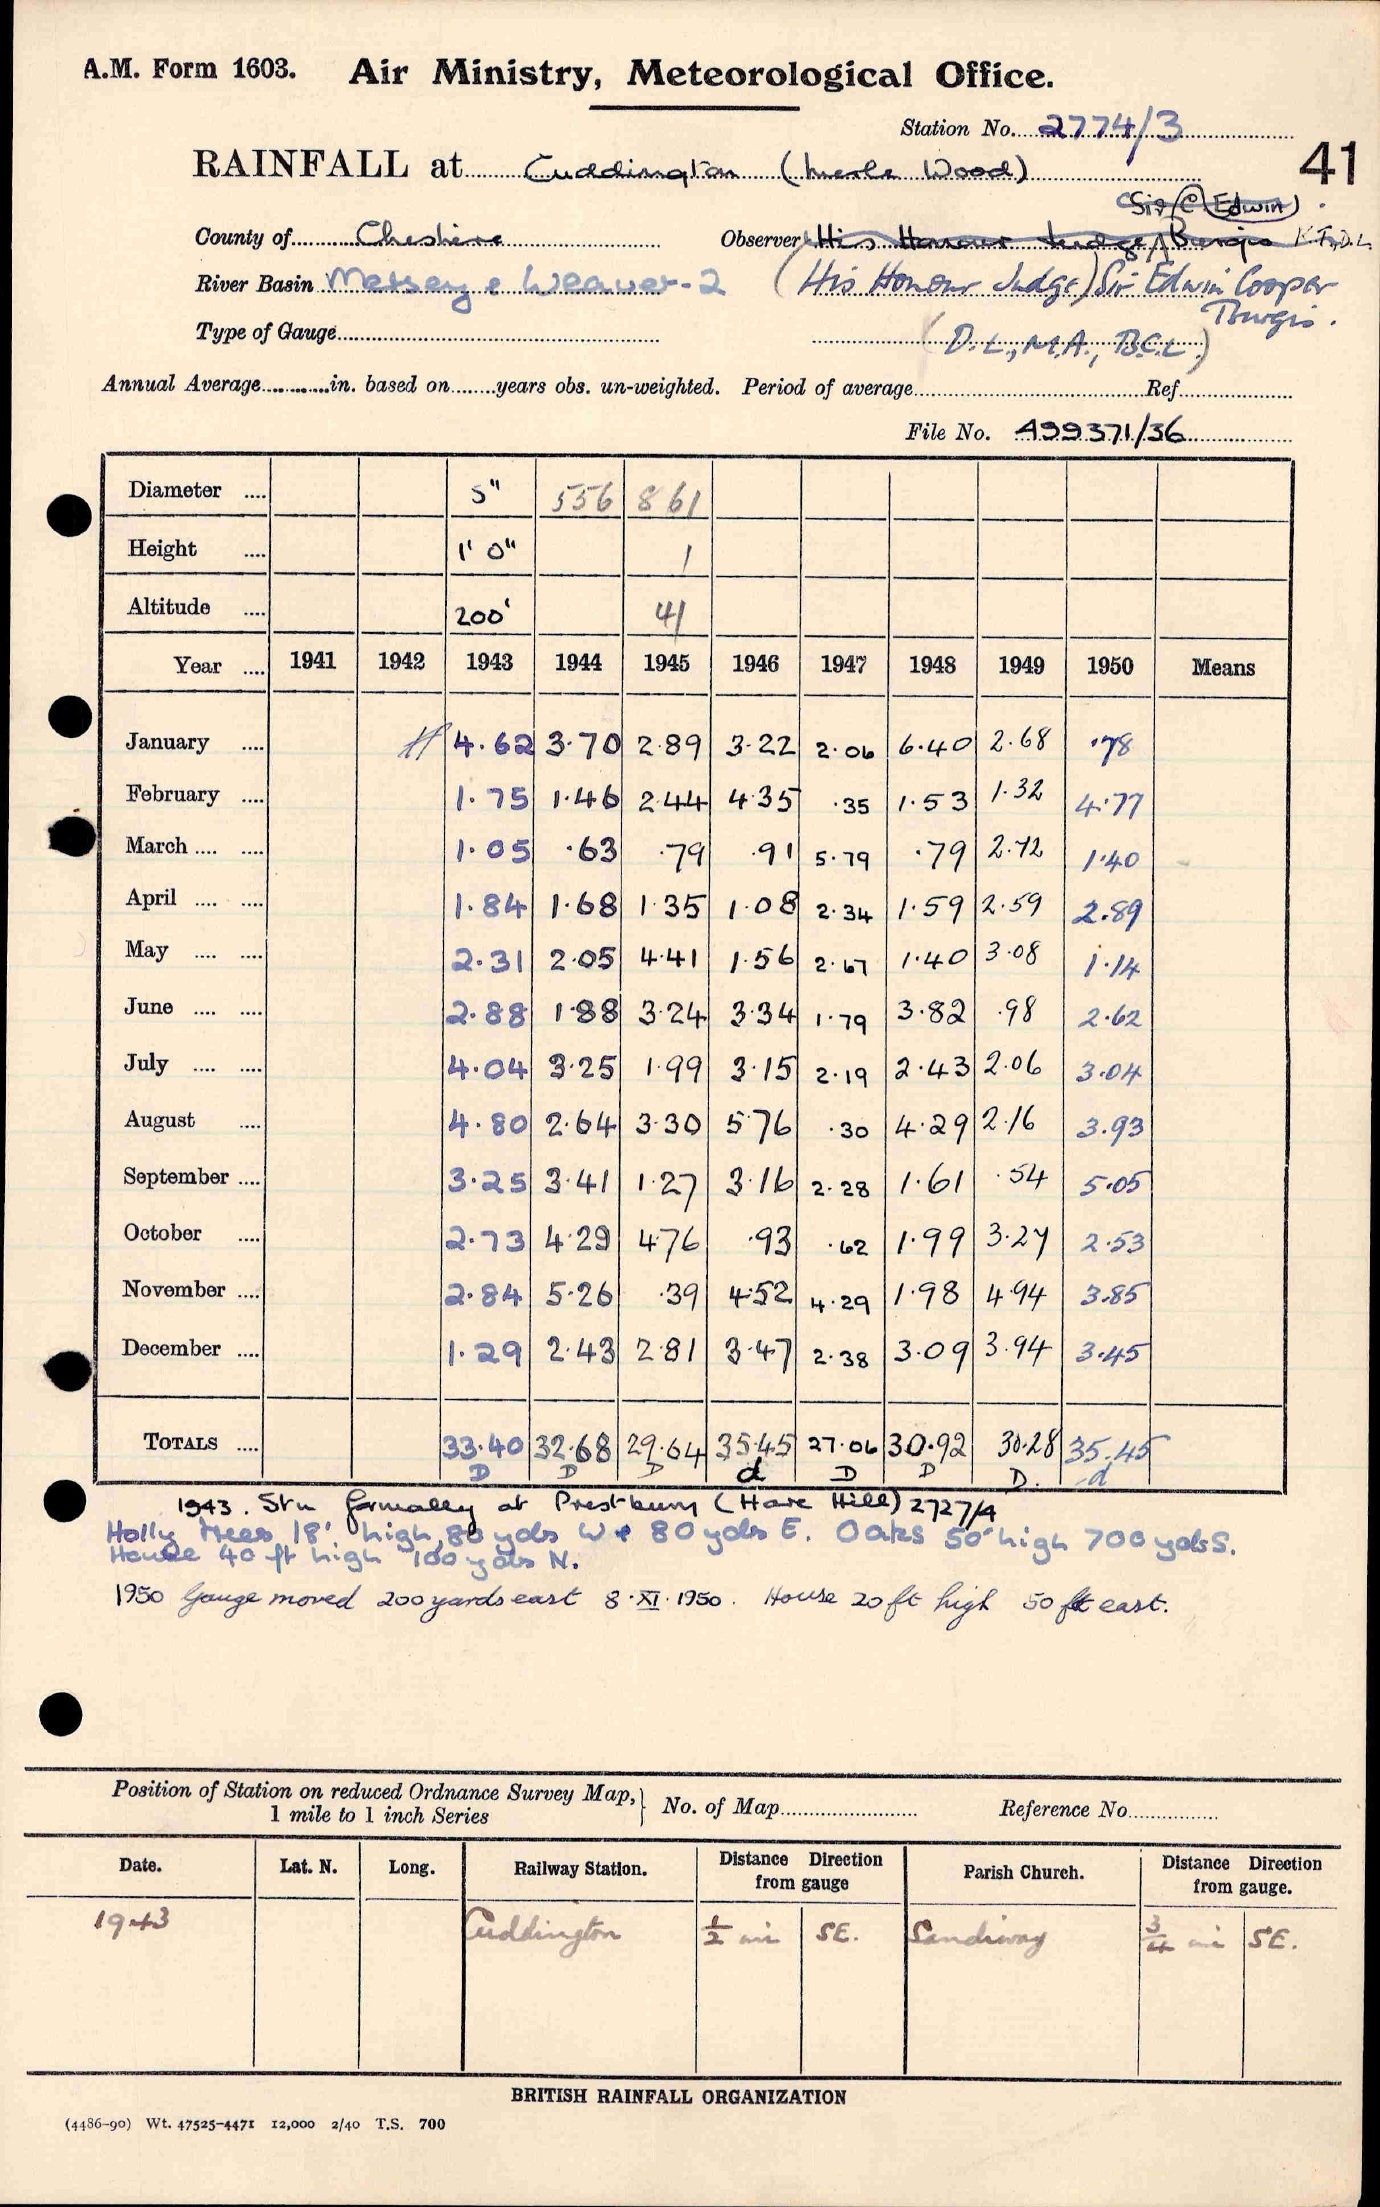 A.M. Form 1603. Air Ministry, Meteorological Office.
Station No. 2774/3
41
RAINFALL at Cuddington (Merle Wood)
Sir (C. Edwin)
County of Cheshire Observer His Honour Judge Burgis K.T., D.L.
River Basin Mersey & Weaver-2 (His Honour Judge) Sir Edwin Cooper
Burgis.
Type of Gauge (D.L., M.A., B.C.L.)
Annual Average in. based on years obs. un-weighted. Period of average Ref
File No. A99371/36
Diameter .... 5" 556 861
Height .... 1' 0" 1
Altitude .... 200' 41
Year .... 1941 1942 1943 1944 1945 1946 1947 1948 1949 1950 Means
January .... 4.62 3.70 2.89 3.22 2.06 6.40 2.68 .78
February .... 1.75 1.46 2.44 4.35 .35 1.53 1.32 4.77
March .... .... 1.05 .63 .79 .91 5.79 .79 2.72 1.40
April .... .... 1.84 1.68 1.35 1.08 2.34 1.59 2.59 2.89
May .... .... 2.31 2.05 4.41 1.56 2.67 1.40 3.08 1.14
June .... .... 2.88 1.88 3.24 3.34 1.79 3.82 .98 2.62
July .... .... 4.04 3.25 1.99 3.15 2.19 2.43 2.06 3.04
August .... 4.80 2.64 3.30 5.76 .30 4.29 2.16 3.93
September .... 3.25 3.41 1.27 3.16 2.28 1.61 .54 5.05
October .... 2.73 4.29 4.76 .93 .62 1.99 3.27 2.53
November .... 2.84 5.26 .39 4.52 4.29 1.98 4.94 3.85
December .... 1.29 2.43 2.81 3.47 2.38 3.09 3.94 3.45
TOTALS .... 33.40 32.68 29.64 35.45 27.06 30.92 30.28 35.45
D D D d D D D. d
1943. Stn formally at Prestbury (Hare Hill) 2727/4
Holly Trees 18' high, 80 yds W & 80 yds E. Oaks 50' high 700 yds S.
House 40 ft high 100 yds N.
1950 Gauge moved 200 yards east 8.XI.1950. House 20 ft high 50 ft east.
Position of Station on reduced Ordnance Survey Map, } No. of Map Reference No.
1 mile to 1 inch Series
Date. Lat. N. Long. Railway Station. Distance Direction from gauge Parish Church. Distance Direction from gauge.
1943 Cuddington 1/2 mi SE. Sandiway 3/4 mi SE.
BRITISH RAINFALL ORGANIZATION
(4486-90) Wt. 47525-4471 12,000 2/40 T.S. 700